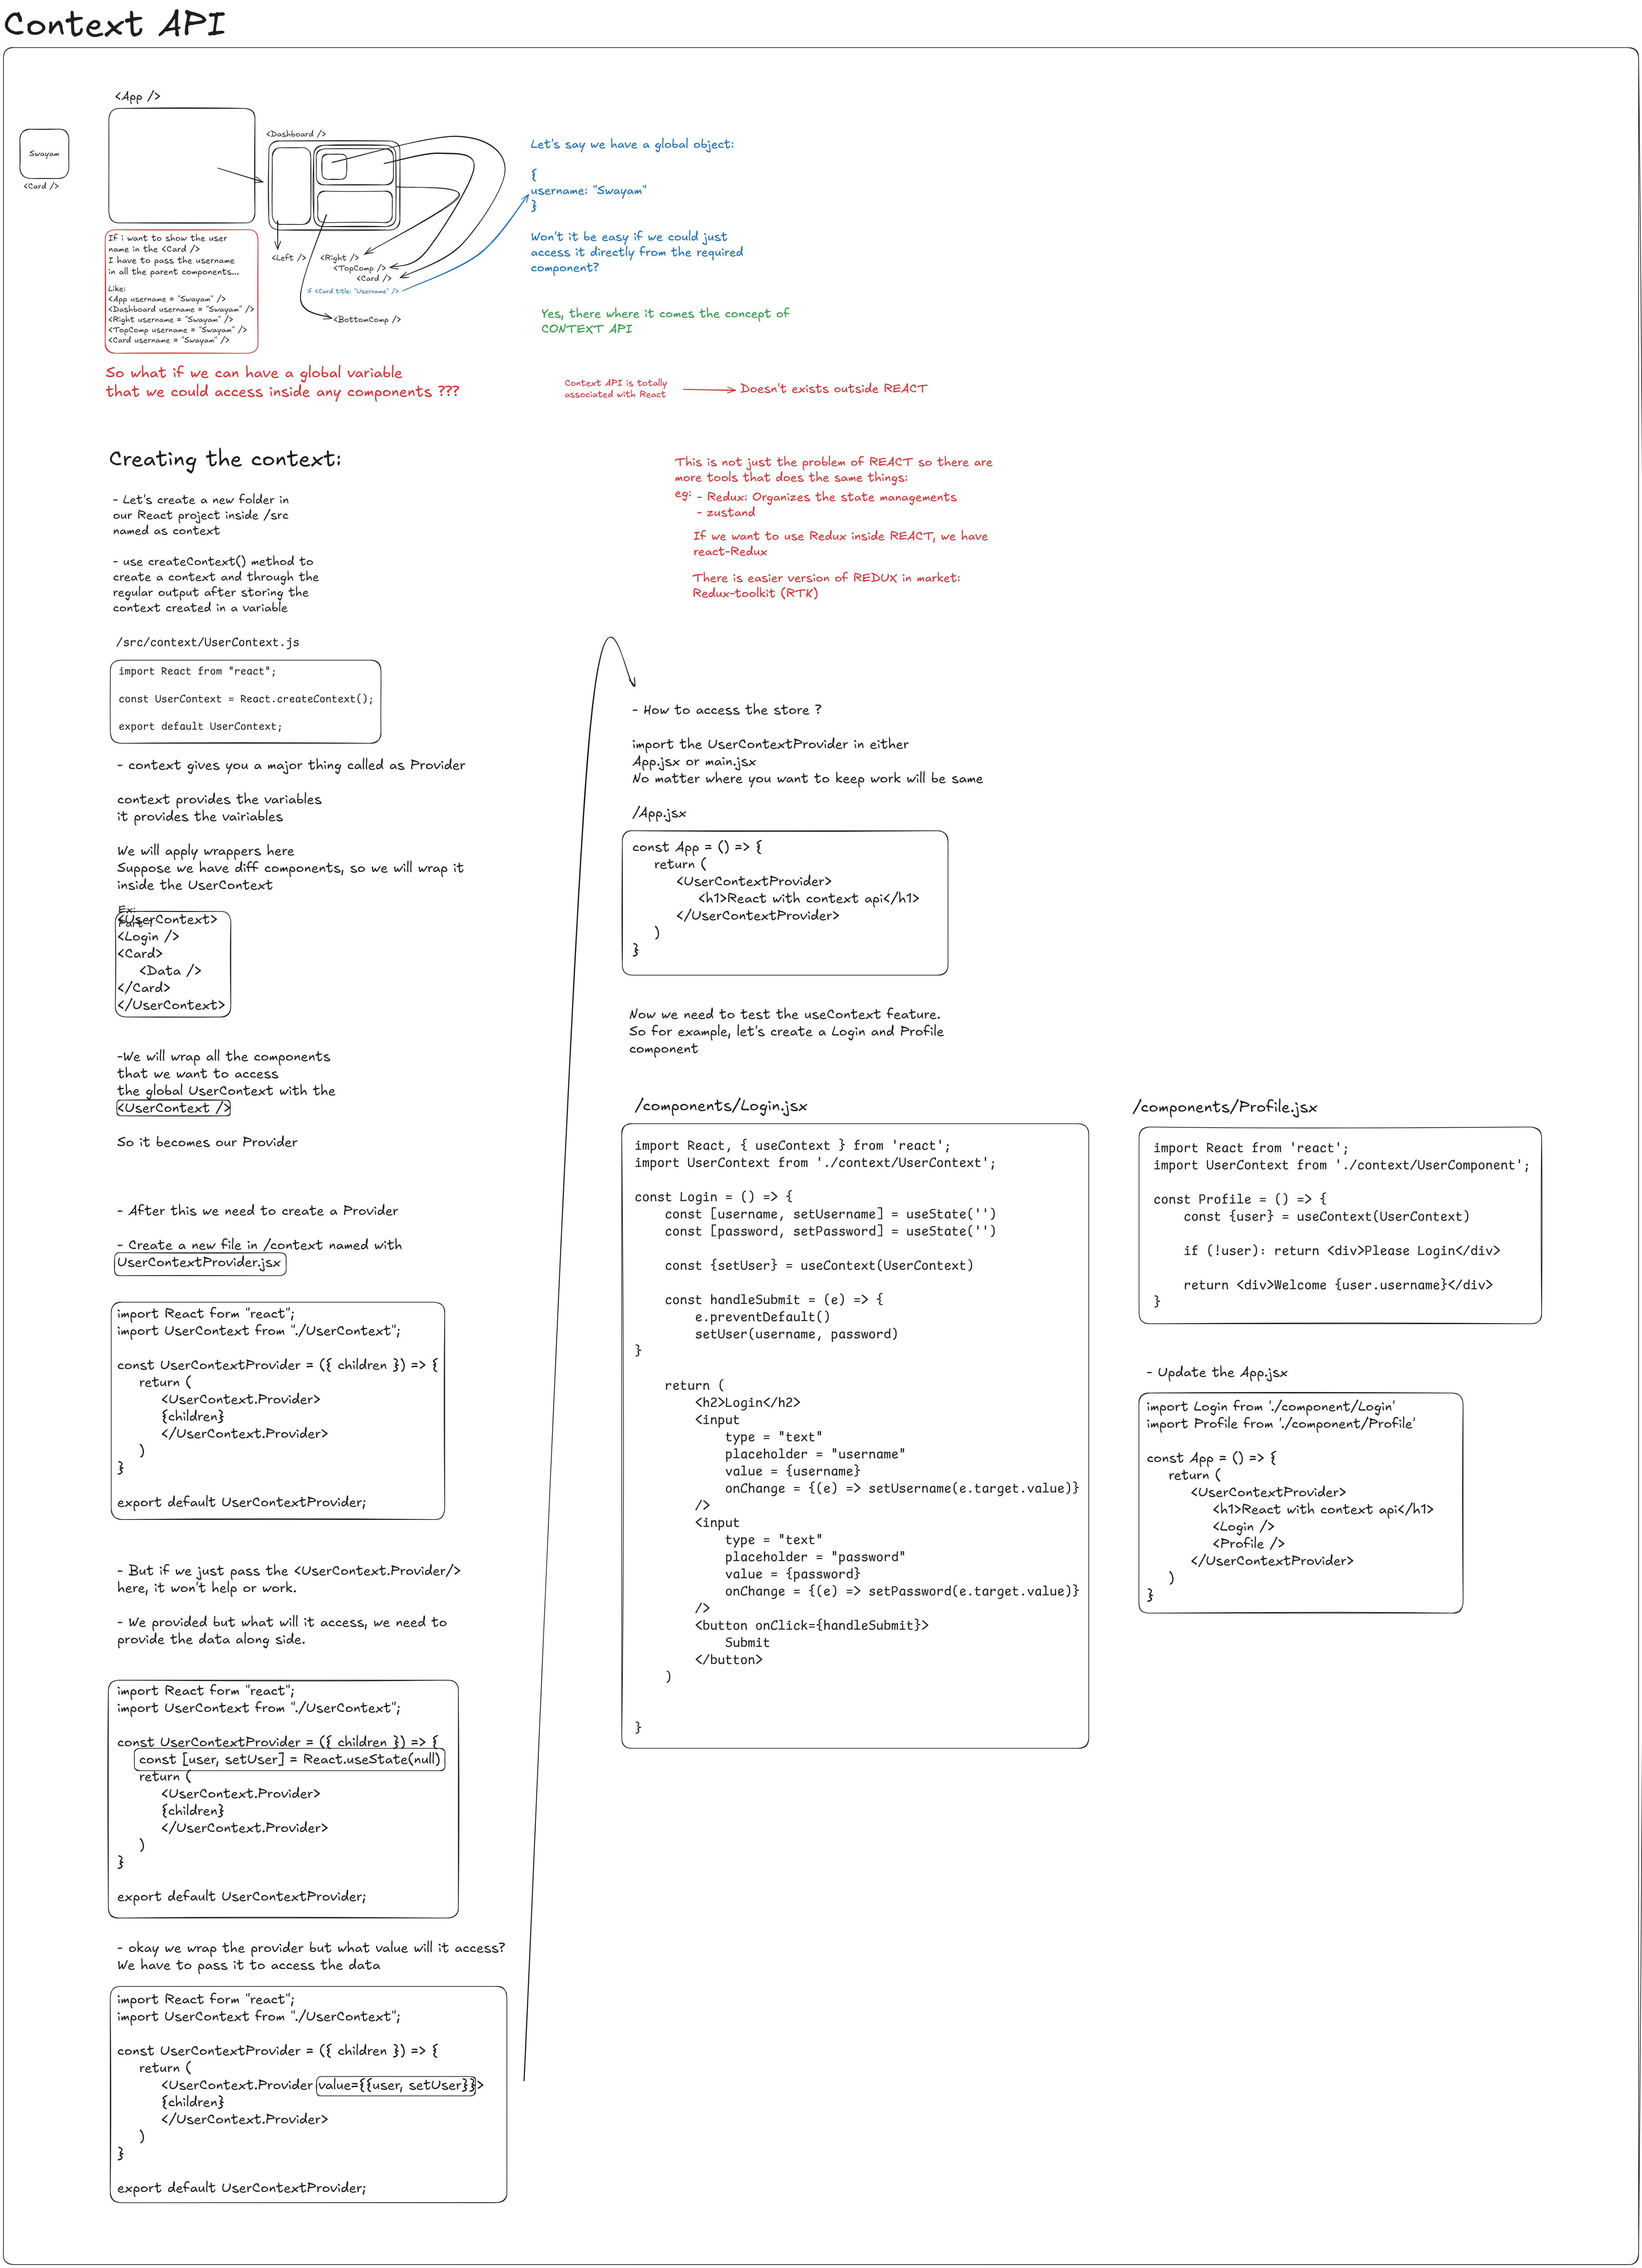 Context API
<App />
Swayam
<Card />
<Dashboard />
<Left />
<Right />
<TopComp />
<Card />
if <Card title: "Username" />
<BottomComp />
If i want to show the user
name in the <Card />
I have to pass the username
in all the parent components...
Like:
<App username = "Swayam" />
<Dashboard username = "Swayam" />
<Right username = "Swayam" />
<TopComp username = "Swayam" />
<Card username = "Swayam" />
So what if we can have a global variable
that we could access inside any components ???
Let's say we have a global object:
{
username: "Swayam"
}
Won't it be easy if we could just
access it directly from the required
component?
Yes, there where it comes the concept of
CONTEXT API
Context API is totally
associated with React
Doesn't exists outside REACT
This is not just the problem of REACT so there are
more tools that does the same things:
eg: - Redux: Organizes the state managements
- zustand
If we want to use Redux inside REACT, we have
react-Redux
There is easier version of REDUX in market:
Redux-toolkit (RTK)
Creating the context:
- Let's create a new folder in
our React project inside /src
named as context
- use createContext() method to
create a context and through the
regular output after storing the
context created in a variable
/src/context/UserContext.js
import React from "react";
const UserContext = React.createContext();
export default UserContext;
- context gives you a major thing called as Provider
context provides the variables
it provides the vairiables
We will apply wrappers here
Suppose we have diff components, so we will wrap it
inside the UserContext
Ex:
<UserContext>
<Login />
<Card>
<Data />
</Card>
</UserContext>
-We will wrap all the components
that we want to access
the global UserContext with the
<UserContext />
So it becomes our Provider
- After this we need to create a Provider
- Create a new file in /context named with
UserContextProvider.jsx
import React form "react";
import UserContext from "./UserContext";
const UserContextProvider = ({ children }) => {
return (
<UserContext.Provider>
{children}
</UserContext.Provider>
)
}
export default UserContextProvider;
- But if we just pass the <UserContext.Provider/>
here, it won't help or work.
- We provided but what will it access, we need to
provide the data along side.
import React form "react";
import UserContext from "./UserContext";
const UserContextProvider = ({ children }) => {
const [user, setUser] = React.useState(null)
return (
<UserContext.Provider>
{children}
</UserContext.Provider>
)
}
export default UserContextProvider;
- okay we wrap the provider but what value will it access?
We have to pass it to access the data
import React form "react";
import UserContext from "./UserContext";
const UserContextProvider = ({ children }) => {
return (
<UserContext.Provider value={{user, setUser}}>
{children}
</UserContext.Provider>
)
}
export default UserContextProvider;
- How to access the store ?
import the UserContextProvider in either
App.jsx or main.jsx
No matter where you want to keep work will be same
/App.jsx
const App = () => {
return (
<UserContextProvider>
<h1>React with context api</h1>
</UserContextProvider>
)
}
Now we need to test the useContext feature.
So for example, let's create a Login and Profile
component
/components/Login.jsx
import React, { useContext } from 'react';
import UserContext from './context/UserContext';
const Login = () => {
const [username, setUsername] = useState('')
const [password, setPassword] = useState('')
const {setUser} = useContext(UserContext)
const handleSubmit = (e) => {
e.preventDefault()
setUser(username, password)
}
return (
<h2>Login</h2>
<input
type = "text"
placeholder = "username"
value = {username}
onChange = {(e) => setUsername(e.target.value)}
/>
<input
type = "text"
placeholder = "password"
value = {password}
onChange = {(e) => setPassword(e.target.value)}
/>
<button onClick={handleSubmit}>
Submit
</button>
)
}
/components/Profile.jsx
import React from 'react';
import UserContext from './context/UserComponent';
const Profile = () => {
const {user} = useContext(UserContext)
if (!user): return <div>Please Login</div>
return <div>Welcome {user.username}</div>
}
- Update the App.jsx
import Login from './component/Login'
import Profile from './component/Profile'
const App = () => {
return (
<UserContextProvider>
<h1>React with context api</h1>
<Login />
<Profile />
</UserContextProvider>
)
}